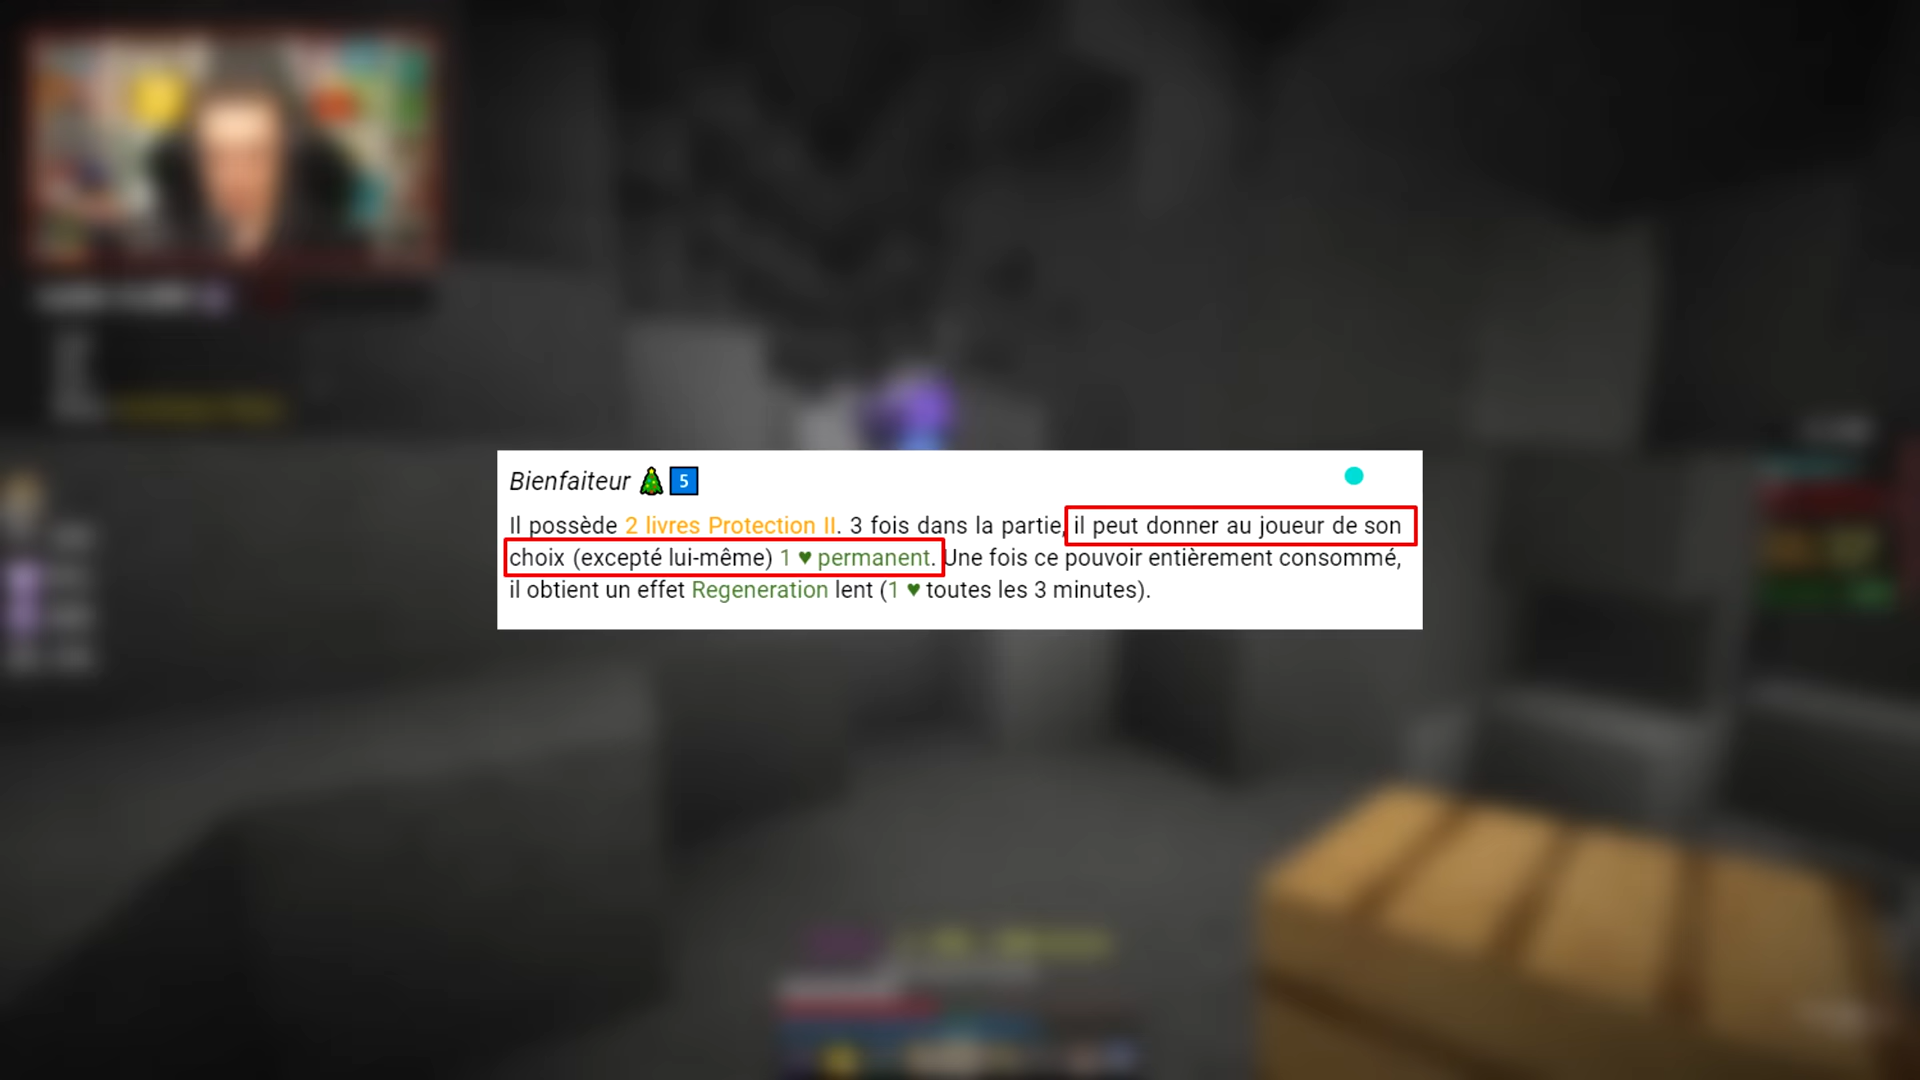 Bienfaiteur 🎄 5
Il possède 2 livres Protection II. 3 fois dans la partie, il peut donner au joueur de son
choix (excepté lui-même) 1 ♥ permanent. Une fois ce pouvoir entièrement consommé,
il obtient un effet Regeneration lent (1 ♥ toutes les 3 minutes).